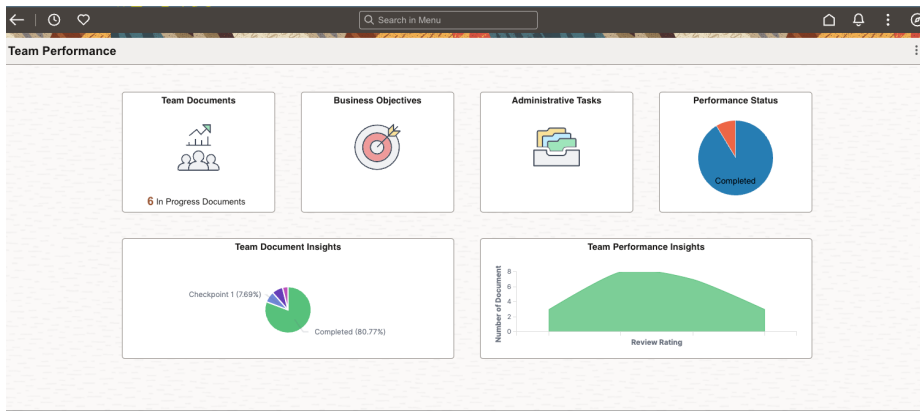 Search in Menu
Team Performance
Team Documents
6 In Progress Documents
Business Objectives
Administrative Tasks
Performance Status
Completed
Team Document Insights
Checkpoint 1 (7.69%)
Completed (80.77%)
Team Performance Insights
Number of Document
8
6
4
2
0
Review Rating